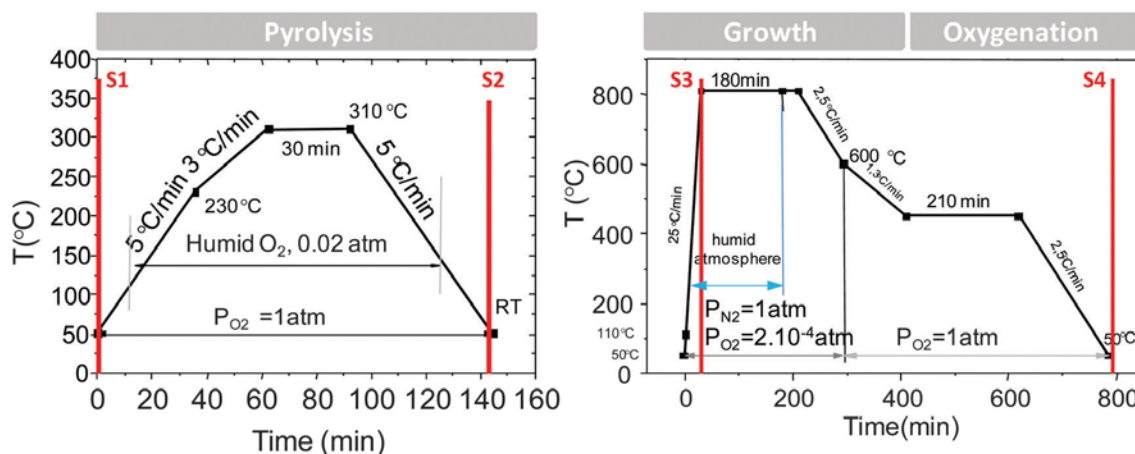 Pyrolysis
400
350
300
250
200
150
100
50
0
T(°C)
S1
S2
5°C/min 3 °C/min
310 °C
30 min
5°C/min
230°C
Humid O₂, 0.02 atm
P_O2 =1atm
RT
0 20 40 60 80 100 120 140 160
Time (min)
Growth
Oxygenation
800
600
400
200
110°C
50°C
0
T (°C)
S3
S4
180min
2,5°C/min
600 °C
1,3°C/min
210 min
25°C/min
humid
atmosphere
2,5°C/min
P_N2=1atm
P_O2=2.10⁻⁴atm
P_O2=1atm
50°C
0 200 400 600 800
Time(min)